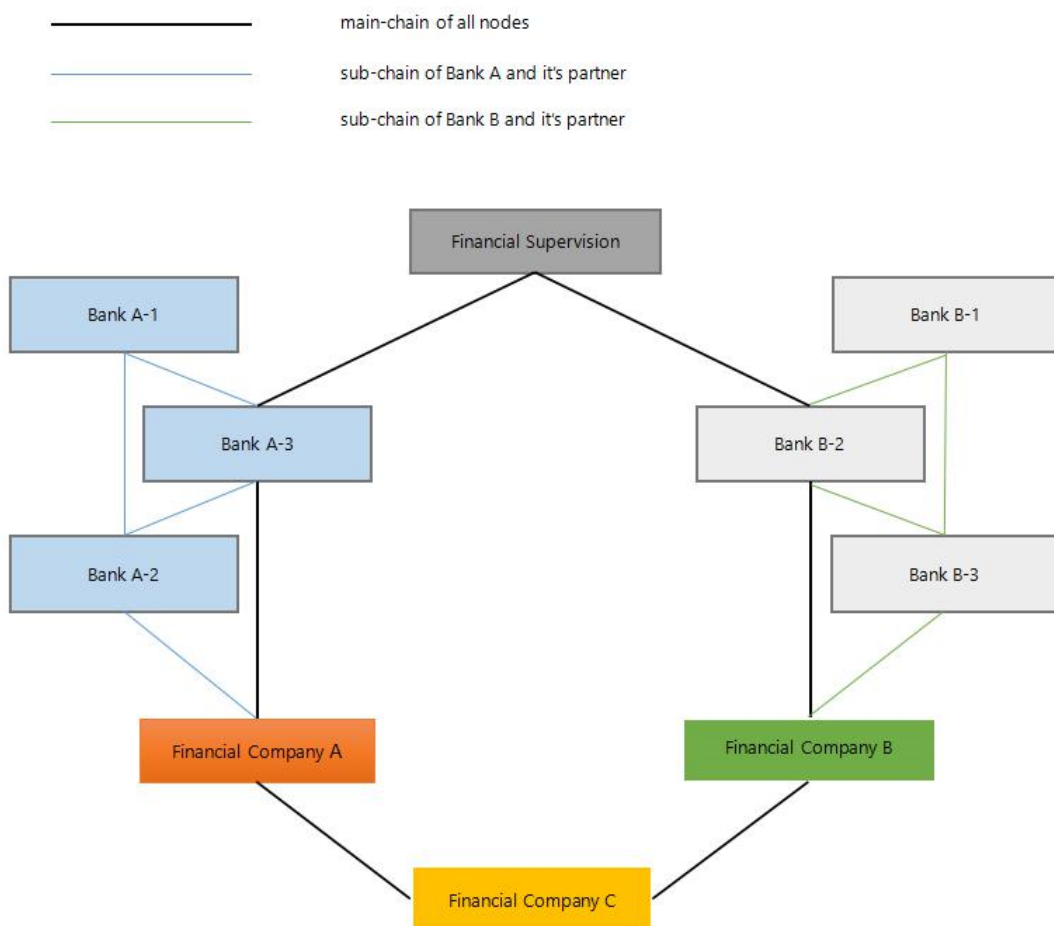 main-chain of all nodes
sub-chain of Bank A and it's partner
sub-chain of Bank B and it's partner
Financial Supervision
Bank A-1
Bank B-1
Bank A-3
Bank B-2
Bank A-2
Bank B-3
Financial Company A
Financial Company B
Financial Company C